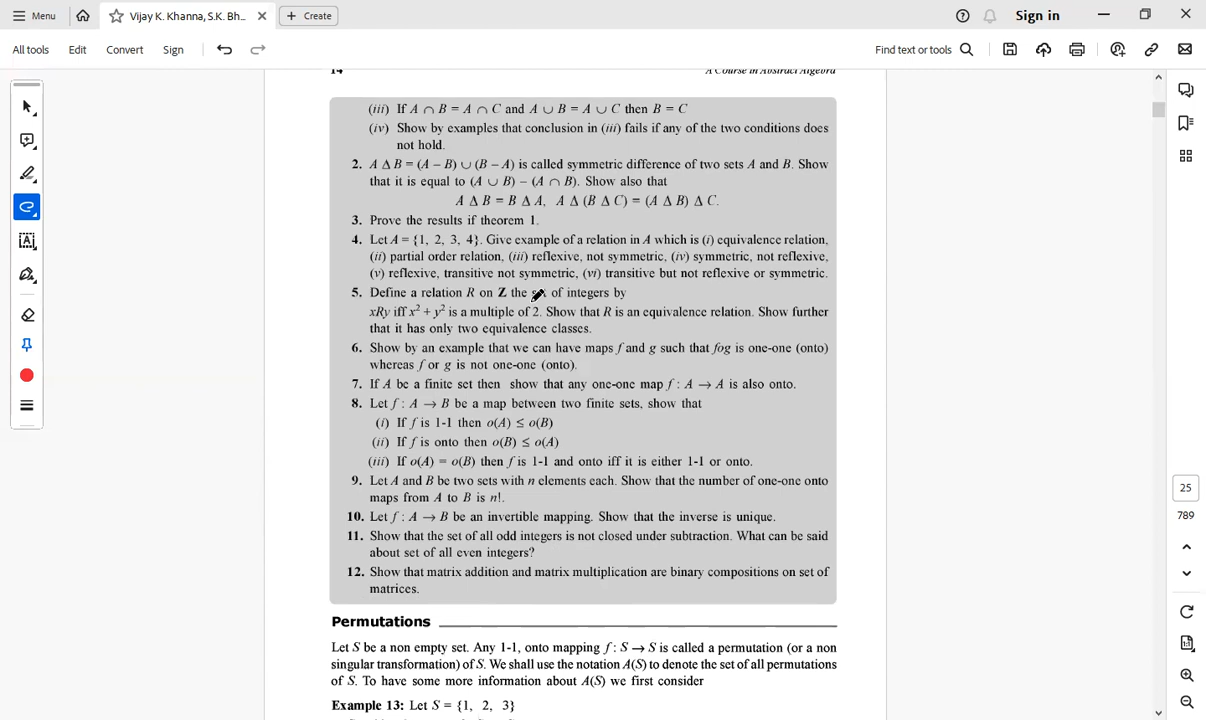 Menu
Vijay K. Khanna, S.K. Bh...
Create
Sign in
All tools
Edit
Convert
Sign
Find text or tools
14
A Course in Abstract Algebra
(iii) If A ∩ B = A ∩ C and A ∪ B = A ∪ C then B = C
(iv) Show by examples that conclusion in (iii) fails if any of the two conditions does
not hold.
2. A Δ B = (A – B) ∪ (B – A) is called symmetric difference of two sets A and B. Show
that it is equal to (A ∪ B) – (A ∩ B). Show also that
A Δ B = B Δ A, A Δ (B Δ C) = (A Δ B) Δ C.
3. Prove the results if theorem 1.
4. Let A = {1, 2, 3, 4}. Give example of a relation in A which is (i) equivalence relation,
(ii) partial order relation, (iii) reflexive, not symmetric, (iv) symmetric, not reflexive,
(v) reflexive, transitive not symmetric, (vi) transitive but not reflexive or symmetric.
5. Define a relation R on Z the set of integers by
xRy iff x² + y² is a multiple of 2. Show that R is an equivalence relation. Show further
that it has only two equivalence classes.
6. Show by an example that we can have maps f and g such that fog is one-one (onto)
whereas f or g is not one-one (onto).
7. If A be a finite set then show that any one-one map f : A → A is also onto.
8. Let f : A → B be a map between two finite sets, show that
(i) If f is 1-1 then o(A) ≤ o(B)
(ii) If f is onto then o(B) ≤ o(A)
(iii) If o(A) = o(B) then f is 1-1 and onto iff it is either 1-1 or onto.
9. Let A and B be two sets with n elements each. Show that the number of one-one onto
maps from A to B is n!.
10. Let f : A → B be an invertible mapping. Show that the inverse is unique.
11. Show that the set of all odd integers is not closed under subtraction. What can be said
about set of all even integers?
12. Show that matrix addition and matrix multiplication are binary compositions on set of
matrices.
Permutations
Let S be a non empty set. Any 1-1, onto mapping f : S → S is called a permutation (or a non
singular transformation) of S. We shall use the notation A(S) to denote the set of all permutations
of S. To have some more information about A(S) we first consider
Example 13: Let S = {1, 2, 3}
25
789